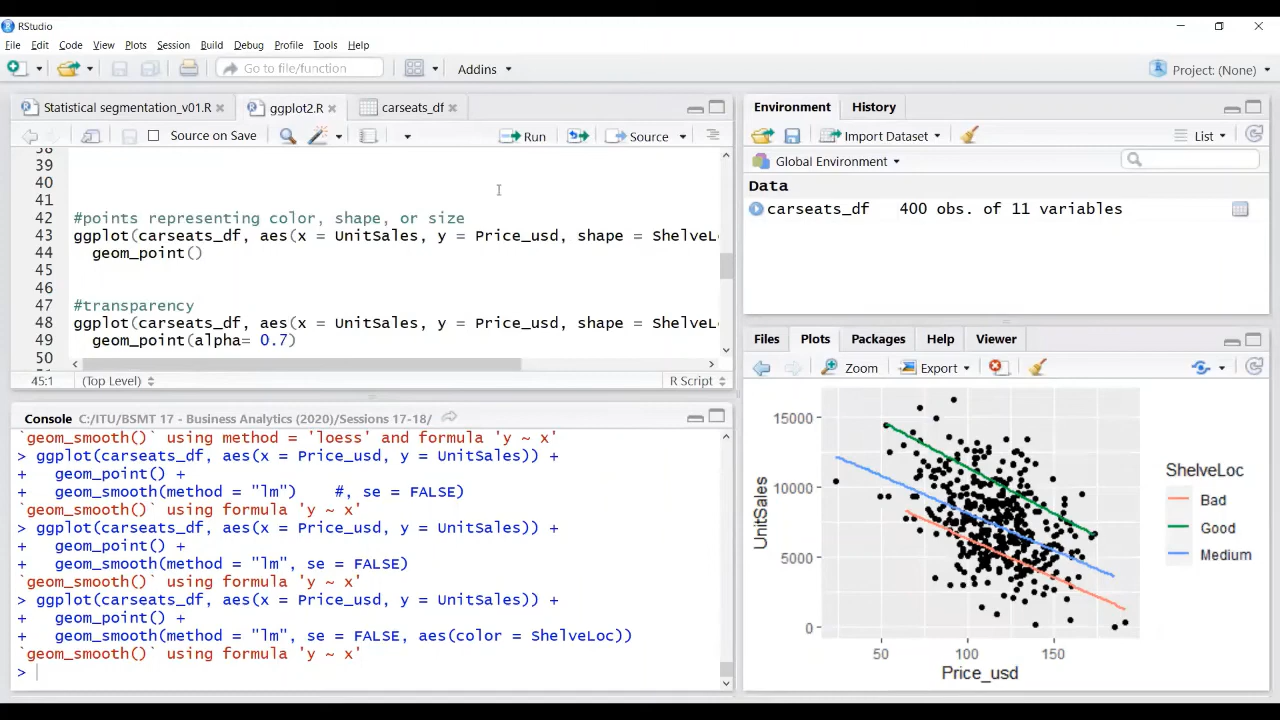 RStudio
File Edit Code View Plots Session Build Debug Profile Tools Help
Go to file/function
Addins
Project: (None)
Statistical segmentation_v01.R
ggplot2.R
carseats_df
Source on Save
Run
Source
38
39
40
41
42 #points representing color, shape, or size
43 ggplot(carseats_df, aes(x = UnitSales, y = Price_usd, shape = ShelveLo
44 geom_point()
45
46
47 #transparency
48 ggplot(carseats_df, aes(x = UnitSales, y = Price_usd, shape = ShelveLo
49 geom_point(alpha= 0.7)
50
45:1 (Top Level) R Script
Console C:/ITU/BSMT 17 - Business Analytics (2020)/Sessions 17-18/
`geom_smooth()` using method = 'loess' and formula 'y ~ x'
> ggplot(carseats_df, aes(x = Price_usd, y = UnitSales)) +
+ geom_point() +
+ geom_smooth(method = "lm") #, se = FALSE)
`geom_smooth()` using formula 'y ~ x'
> ggplot(carseats_df, aes(x = Price_usd, y = UnitSales)) +
+ geom_point() +
+ geom_smooth(method = "lm", se = FALSE)
`geom_smooth()` using formula 'y ~ x'
> ggplot(carseats_df, aes(x = Price_usd, y = UnitSales)) +
+ geom_point() +
+ geom_smooth(method = "lm", se = FALSE, aes(color = ShelveLoc))
`geom_smooth()` using formula 'y ~ x'
>
Environment History
Import Dataset
List
Global Environment
Data
carseats_df 400 obs. of 11 variables
Files Plots Packages Help Viewer
Zoom Export
15000
10000
5000
0
UnitSales
50 100 150
Price_usd
ShelveLoc
Bad
Good
Medium